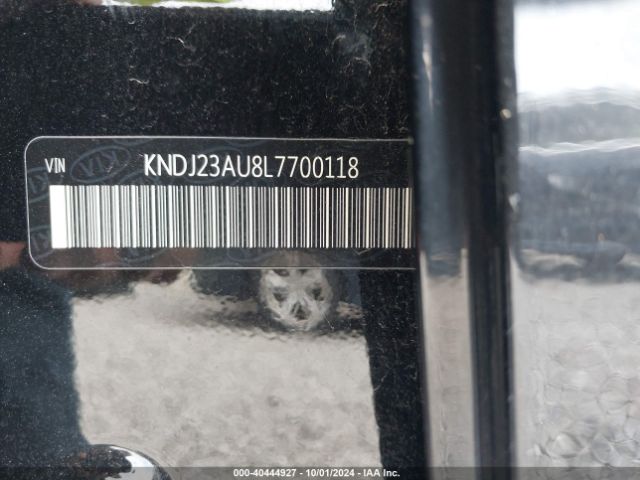 VIN KNDJ23AU8L7700118
000-40444927 - 10/01/2024 - IAA Inc.